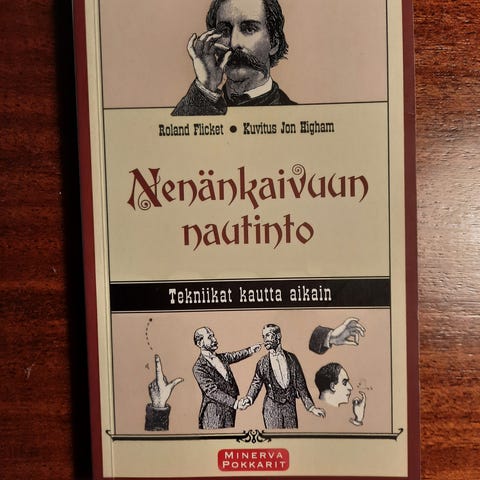 Roland Flicket • Kuvitus Jon Higham
Nenänkaivuun
nautinto
Tekniikat kautta aikain
MINERVA
POKKARIT